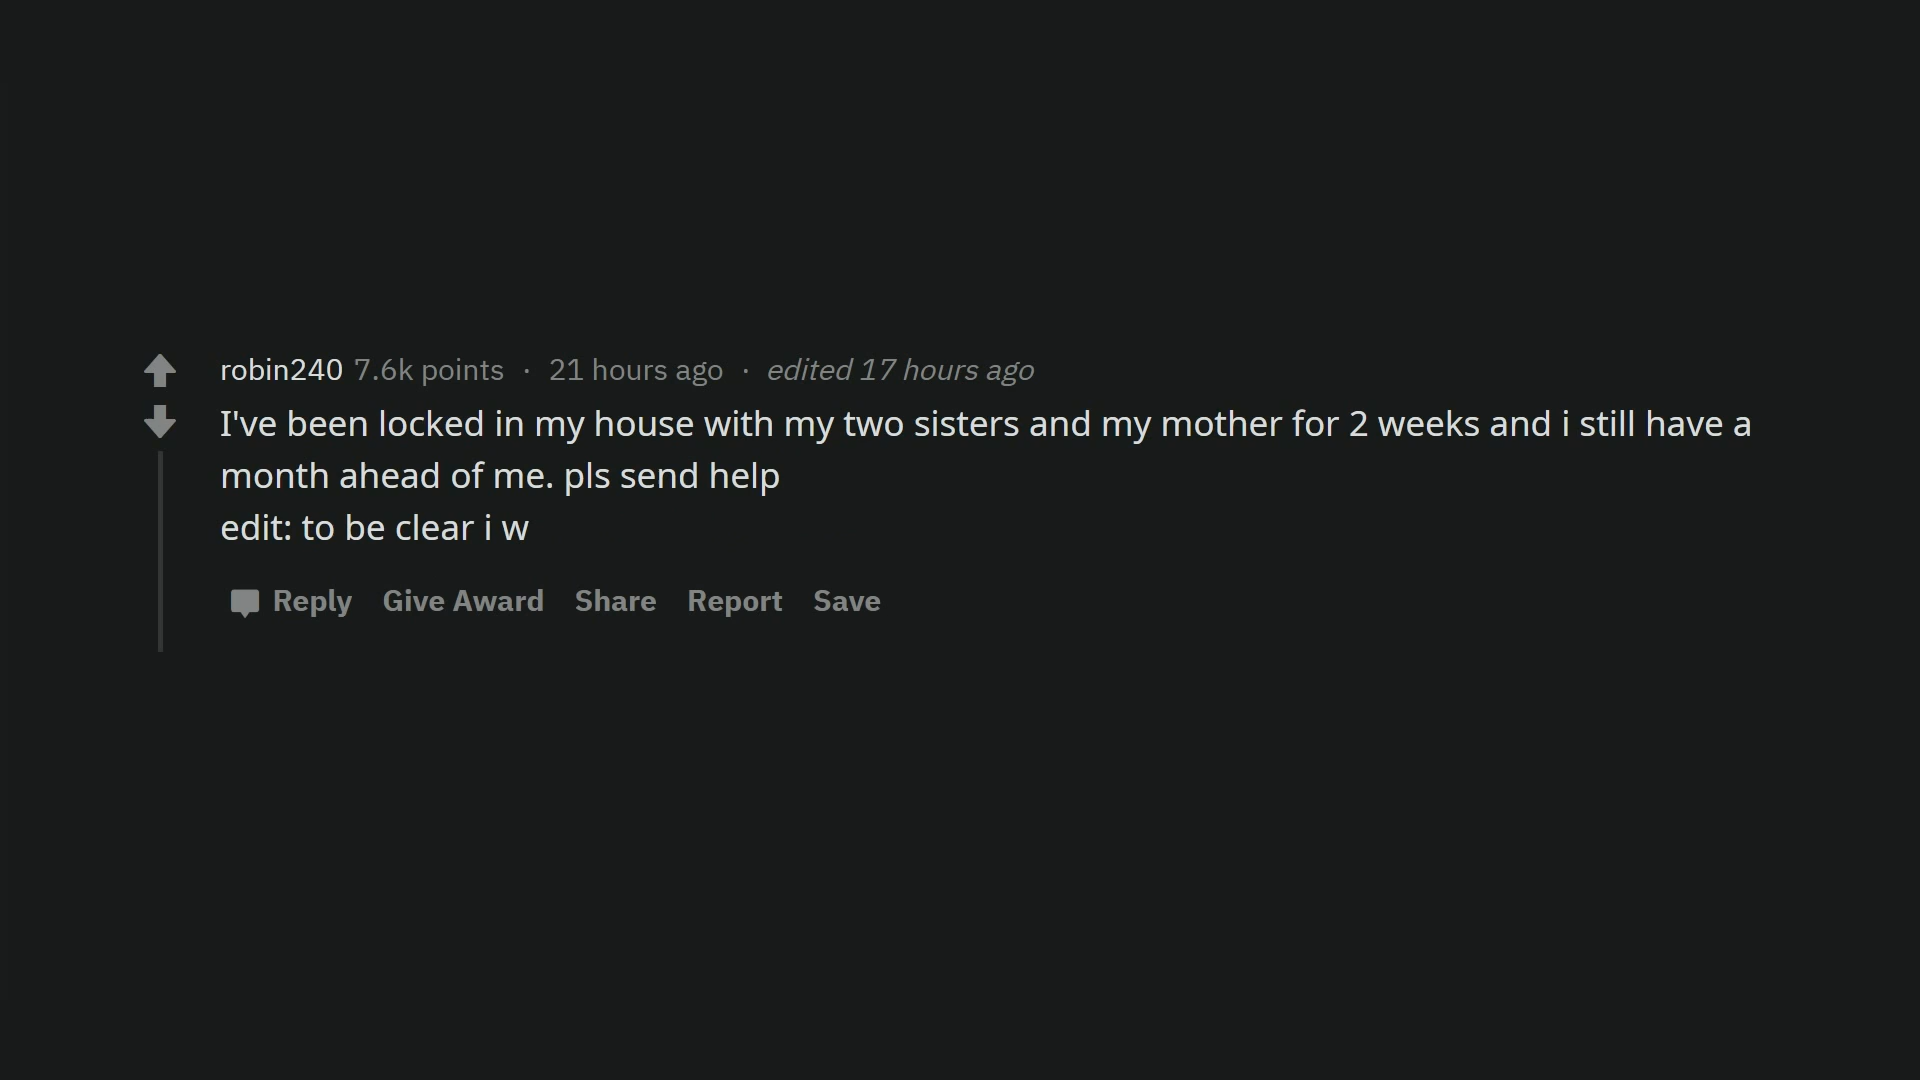 robin240 7.6k points · 21 hours ago · edited 17 hours ago
I've been locked in my house with my two sisters and my mother for 2 weeks and i still have a
month ahead of me. pls send help
edit: to be clear i w
Reply Give Award Share Report Save